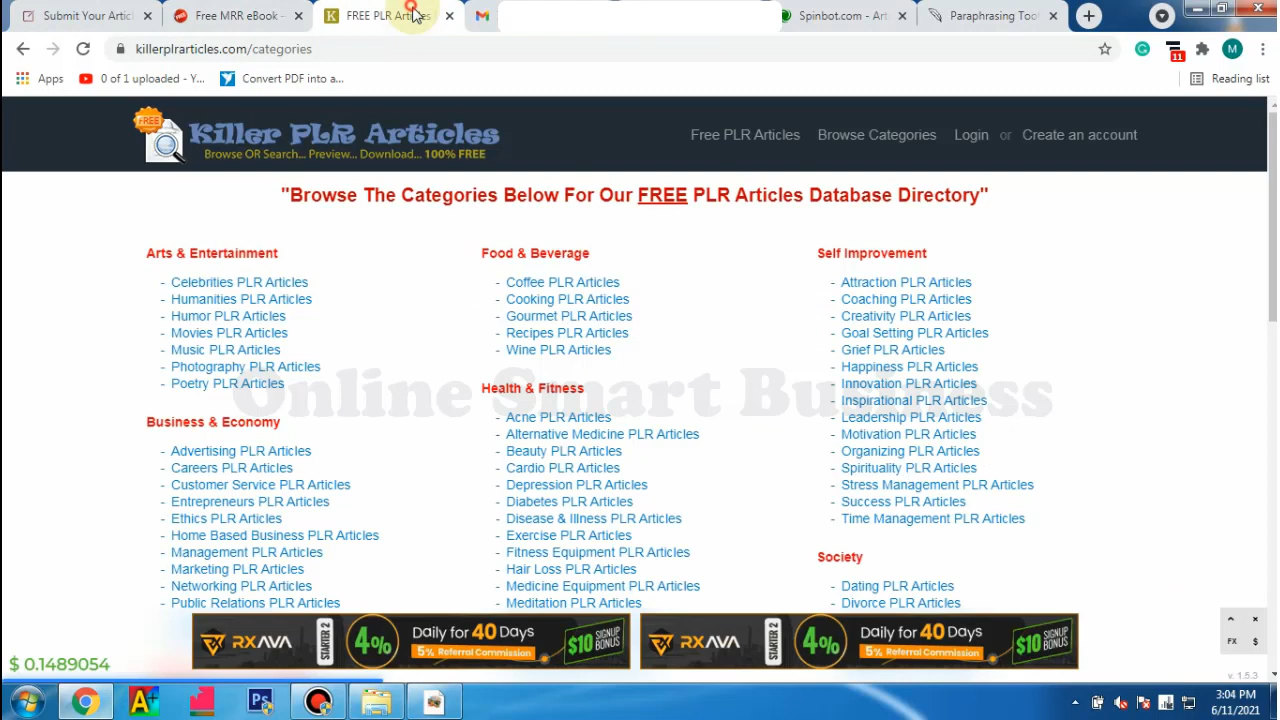 Submit Your Artic
Free MRR eBook -
FREE PLR Articles
Spinbot.com - Art
Paraphrasing Tool
killerplrarticles.com/categories
M
11
Apps
0 of 1 uploaded - Y...
Convert PDF into a...
Reading list
FREE
Killer PLR Articles
Browse OR Search... Preview... Download... 100% FREE
Free PLR Articles
Browse Categories
Login or Create an account
"Browse The Categories Below For Our FREE PLR Articles Database Directory"
Arts & Entertainment
- Celebrities PLR Articles
- Humanities PLR Articles
- Humor PLR Articles
- Movies PLR Articles
- Music PLR Articles
- Photography PLR Articles
- Poetry PLR Articles
Business & Economy
- Advertising PLR Articles
- Careers PLR Articles
- Customer Service PLR Articles
- Entrepreneurs PLR Articles
- Ethics PLR Articles
- Home Based Business PLR Articles
- Management PLR Articles
- Marketing PLR Articles
- Networking PLR Articles
- Public Relations PLR Articles
Food & Beverage
- Coffee PLR Articles
- Cooking PLR Articles
- Gourmet PLR Articles
- Recipes PLR Articles
- Wine PLR Articles
Health & Fitness
- Acne PLR Articles
- Alternative Medicine PLR Articles
- Beauty PLR Articles
- Cardio PLR Articles
- Depression PLR Articles
- Diabetes PLR Articles
- Disease & Illness PLR Articles
- Exercise PLR Articles
- Fitness Equipment PLR Articles
- Hair Loss PLR Articles
- Medicine Equipment PLR Articles
- Meditation PLR Articles
Self Improvement
- Attraction PLR Articles
- Coaching PLR Articles
- Creativity PLR Articles
- Goal Setting PLR Articles
- Grief PLR Articles
- Happiness PLR Articles
- Innovation PLR Articles
- Inspirational PLR Articles
- Leadership PLR Articles
- Motivation PLR Articles
- Organizing PLR Articles
- Spirituality PLR Articles
- Stress Management PLR Articles
- Success PLR Articles
- Time Management PLR Articles
Society
- Dating PLR Articles
- Divorce PLR Articles
Online Smart Business
RXAVA
STARTER 2
4%
Daily for 40 Days
5% Referral Commission
$10 SIGNUP BONUS
RXAVA
STARTER 2
4%
Daily for 40 Days
5% Referral Commission
$10 SIGNUP BONUS
FX $
$ 0.1489054
v. 1.5.3
Ps
3:04 PM
6/11/2021